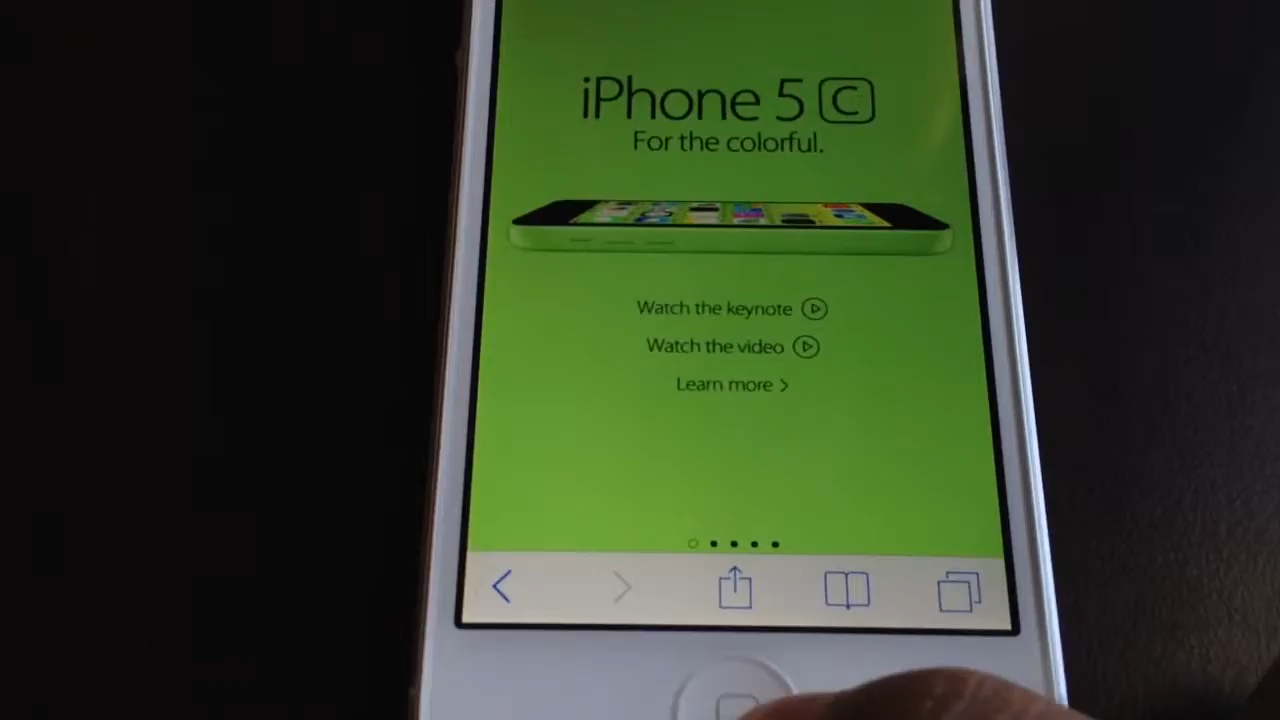 iPhone 5C
For the colorful.
Watch the keynote
Watch the video
Learn more >